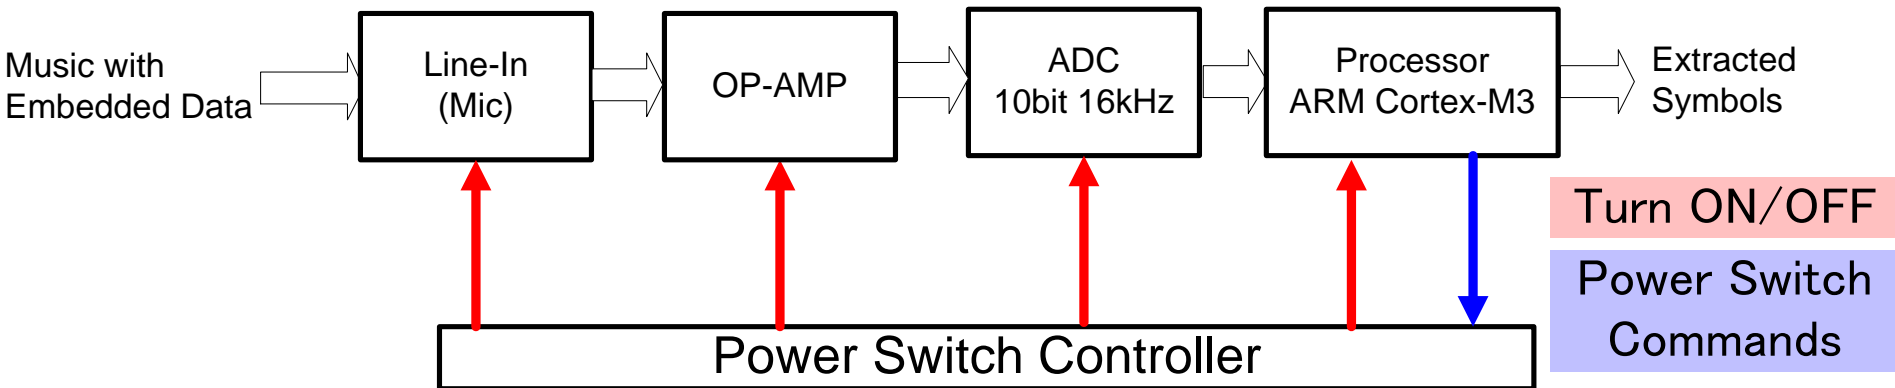 Music with
Embedded Data
Line-In
(Mic)
OP-AMP
ADC
10bit 16kHz
Processor
ARM Cortex-M3
Extracted
Symbols
Turn ON/OFF
Power Switch
Commands
Power Switch Controller